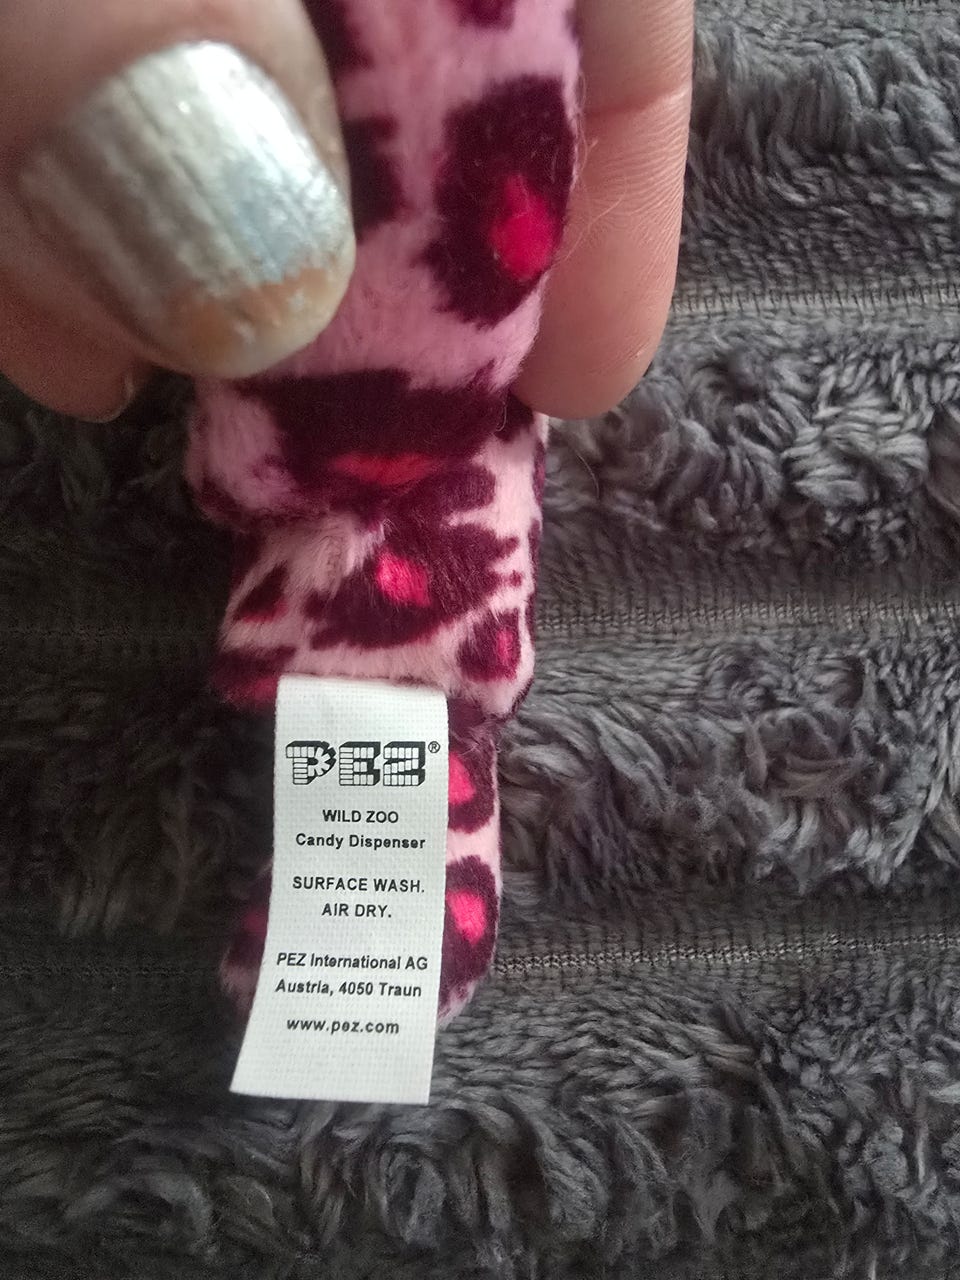 PEZ®
WILD ZOO
Candy Dispenser
SURFACE WASH.
AIR DRY.
PEZ International AG
Austria, 4050 Traun
www.pez.com